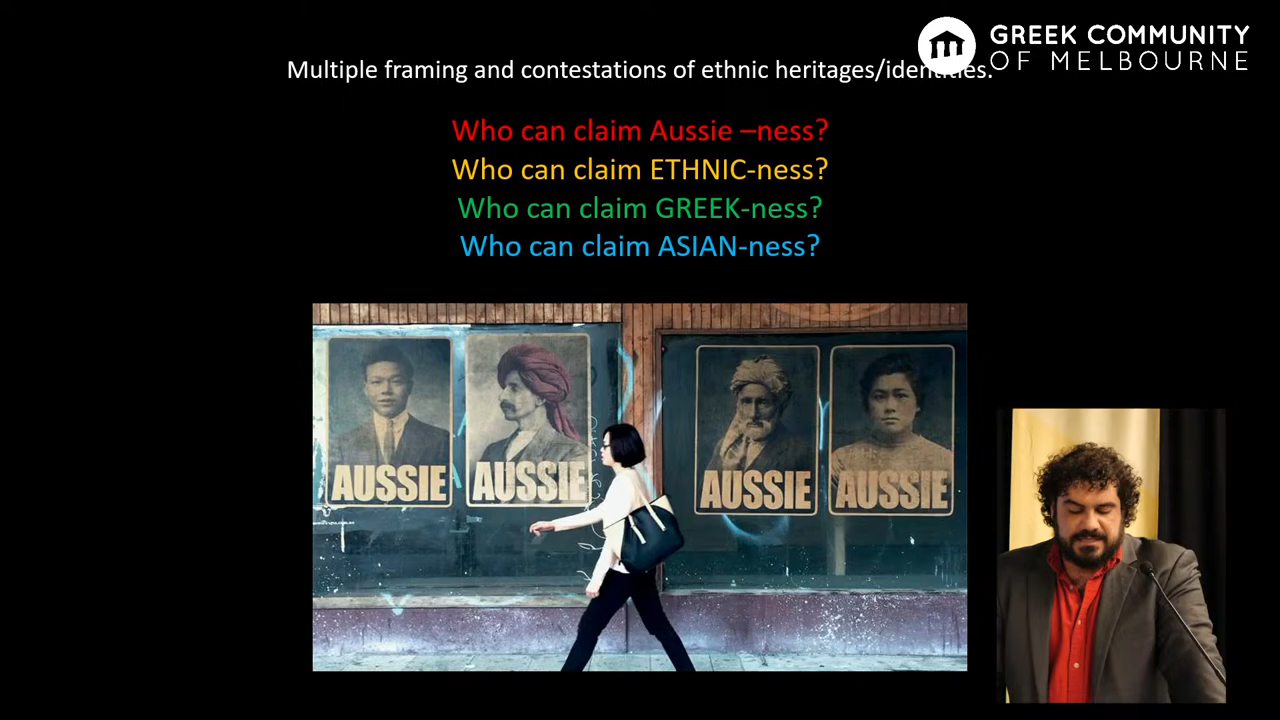 GREEK COMMUNITY
OF MELBOURNE
Multiple framing and contestations of ethnic heritages/identities.
Who can claim Aussie –ness?
Who can claim ETHNIC-ness?
Who can claim GREEK-ness?
Who can claim ASIAN-ness?
AUSSIE
AUSSIE
AUSSIE
AUSSIE